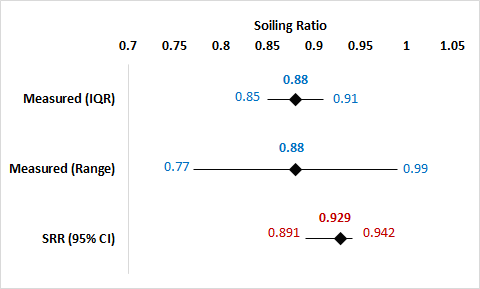 Soiling Ratio
0.7 0.75 0.8 0.85 0.9 0.95 1 1.05
0.88
Measured (IQR) 0.85 0.91
0.88
Measured (Range) 0.77 0.99
0.929
SRR (95% CI) 0.891 0.942